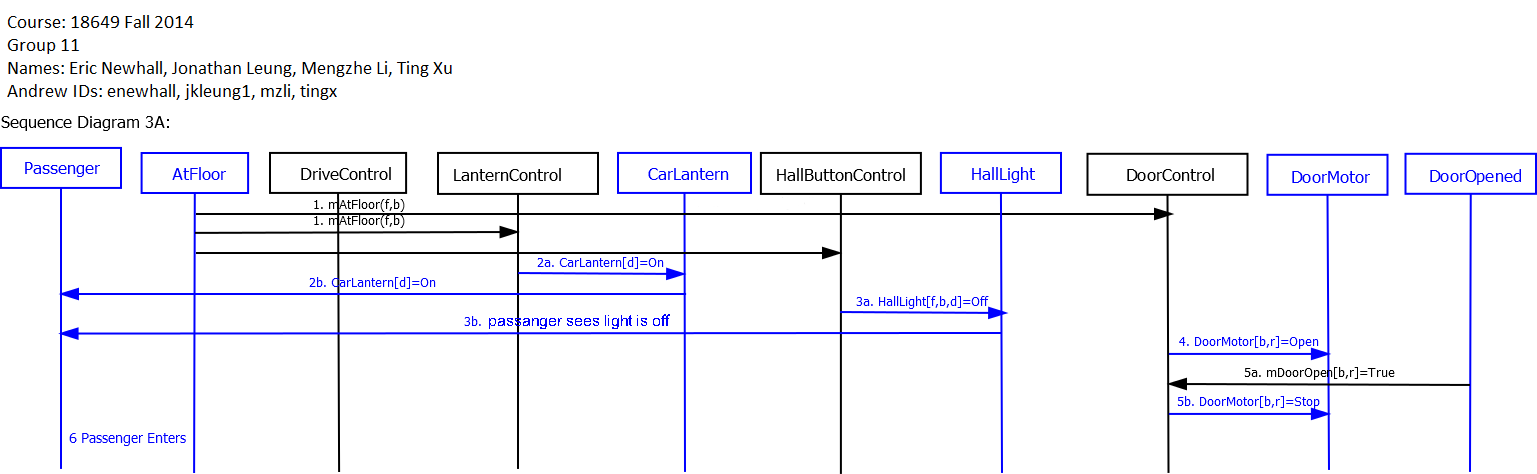 Course: 18649 Fall 2014
Group 11
Names: Eric Newhall, Jonathan Leung, Mengzhe Li, Ting Xu
Andrew IDs: enewhall, jkleung1, mzli, tingx
Sequence Diagram 3A:
Passenger AtFloor DriveControl LanternControl CarLantern HallButtonControl HallLight DoorControl DoorMotor DoorOpened
1. mAtFloor(f,b)
1. mAtFloor(f,b)
2a. CarLantern[d]=On
2b. CarLantern[d]=On
3a. HallLight[f,b,d]=Off
3b. passanger sees light is off
4. DoorMotor[b,r]=Open
5a. mDoorOpen[b,r]=True
5b. DoorMotor[b,r]=Stop
6 Passenger Enters